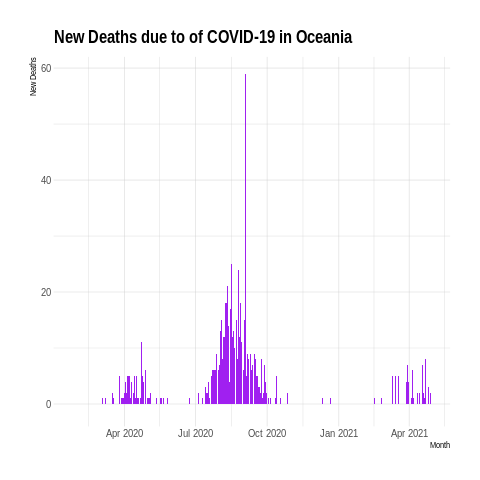 New Deaths due to of COVID-19 in Oceania
New Deaths
60
40
20
0
Apr 2020 Jul 2020 Oct 2020 Jan 2021 Apr 2021
Month